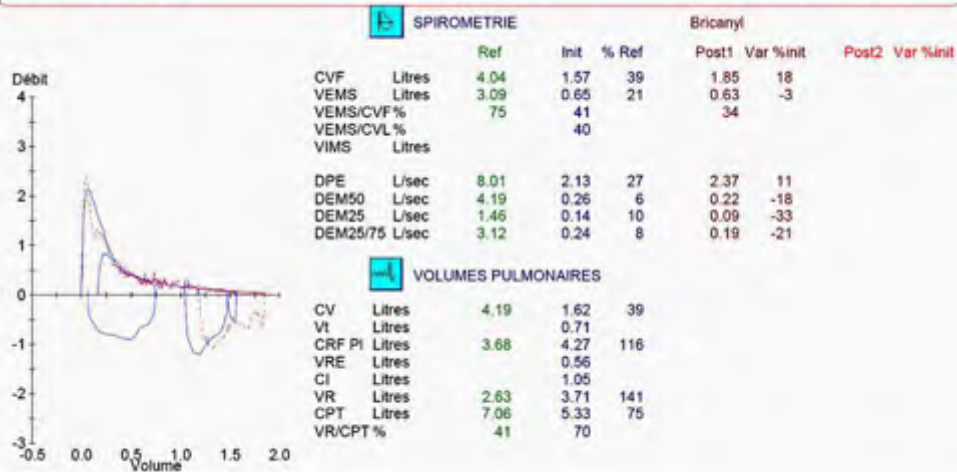 SPIROMETRIE Bricanyl
Ref Init % Ref Post1 Var %init Post2 Var %init
Débit
CVF Litres 4.04 1.57 39 1.85 18
VEMS Litres 3.09 0.65 21 0.63 -3
VEMS/CVF % 75 41 34
VEMS/CVL % 40
VIMS Litres
DPE L/sec 8.01 2.13 27 2.37 11
DEM50 L/sec 4.19 0.26 6 0.22 -18
DEM25 L/sec 1.46 0.14 10 0.09 -33
DEM25/75 L/sec 3.12 0.24 8 0.19 -21
VOLUMES PULMONAIRES
CV Litres 4.19 1.62 39
Vt Litres 0.71
CRF Pl Litres 3.68 4.27 116
VRE Litres 0.56
CI Litres 1.05
VR Litres 2.63 3.71 141
CPT Litres 7.06 5.33 75
VR/CPT % 41 70
4
3
2
1
0
-1
-2
-3
-0.5 0.0 0.5 1.0 1.5 2.0
Volume